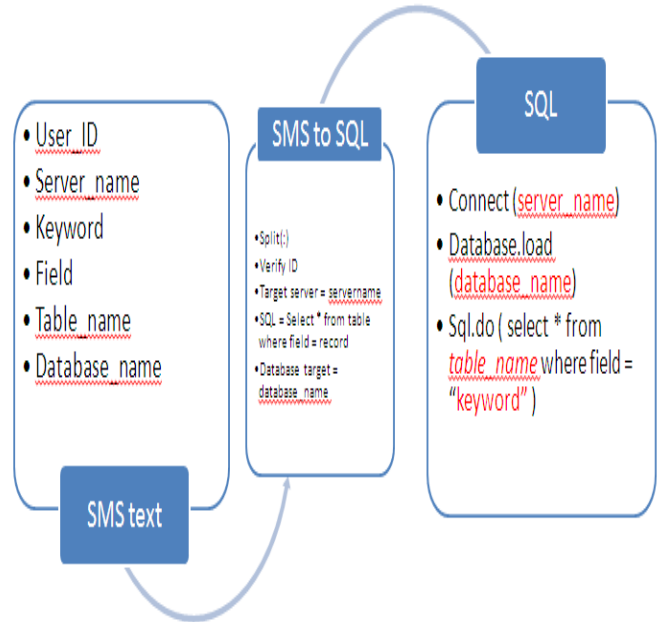 • User_ID
• Server_name
• Keyword
• Field
• Table_name
• Database_name
SMS text
SMS to SQL
• Split(:)
• Verify ID
• Target server = servername
• SQL = Select * from table
where field = record
• Database target =
database_name
SQL
• Connect (server_name)
• Database.load
(database_name)
• Sql.do ( select * from
table_name where field =
“keyword” )